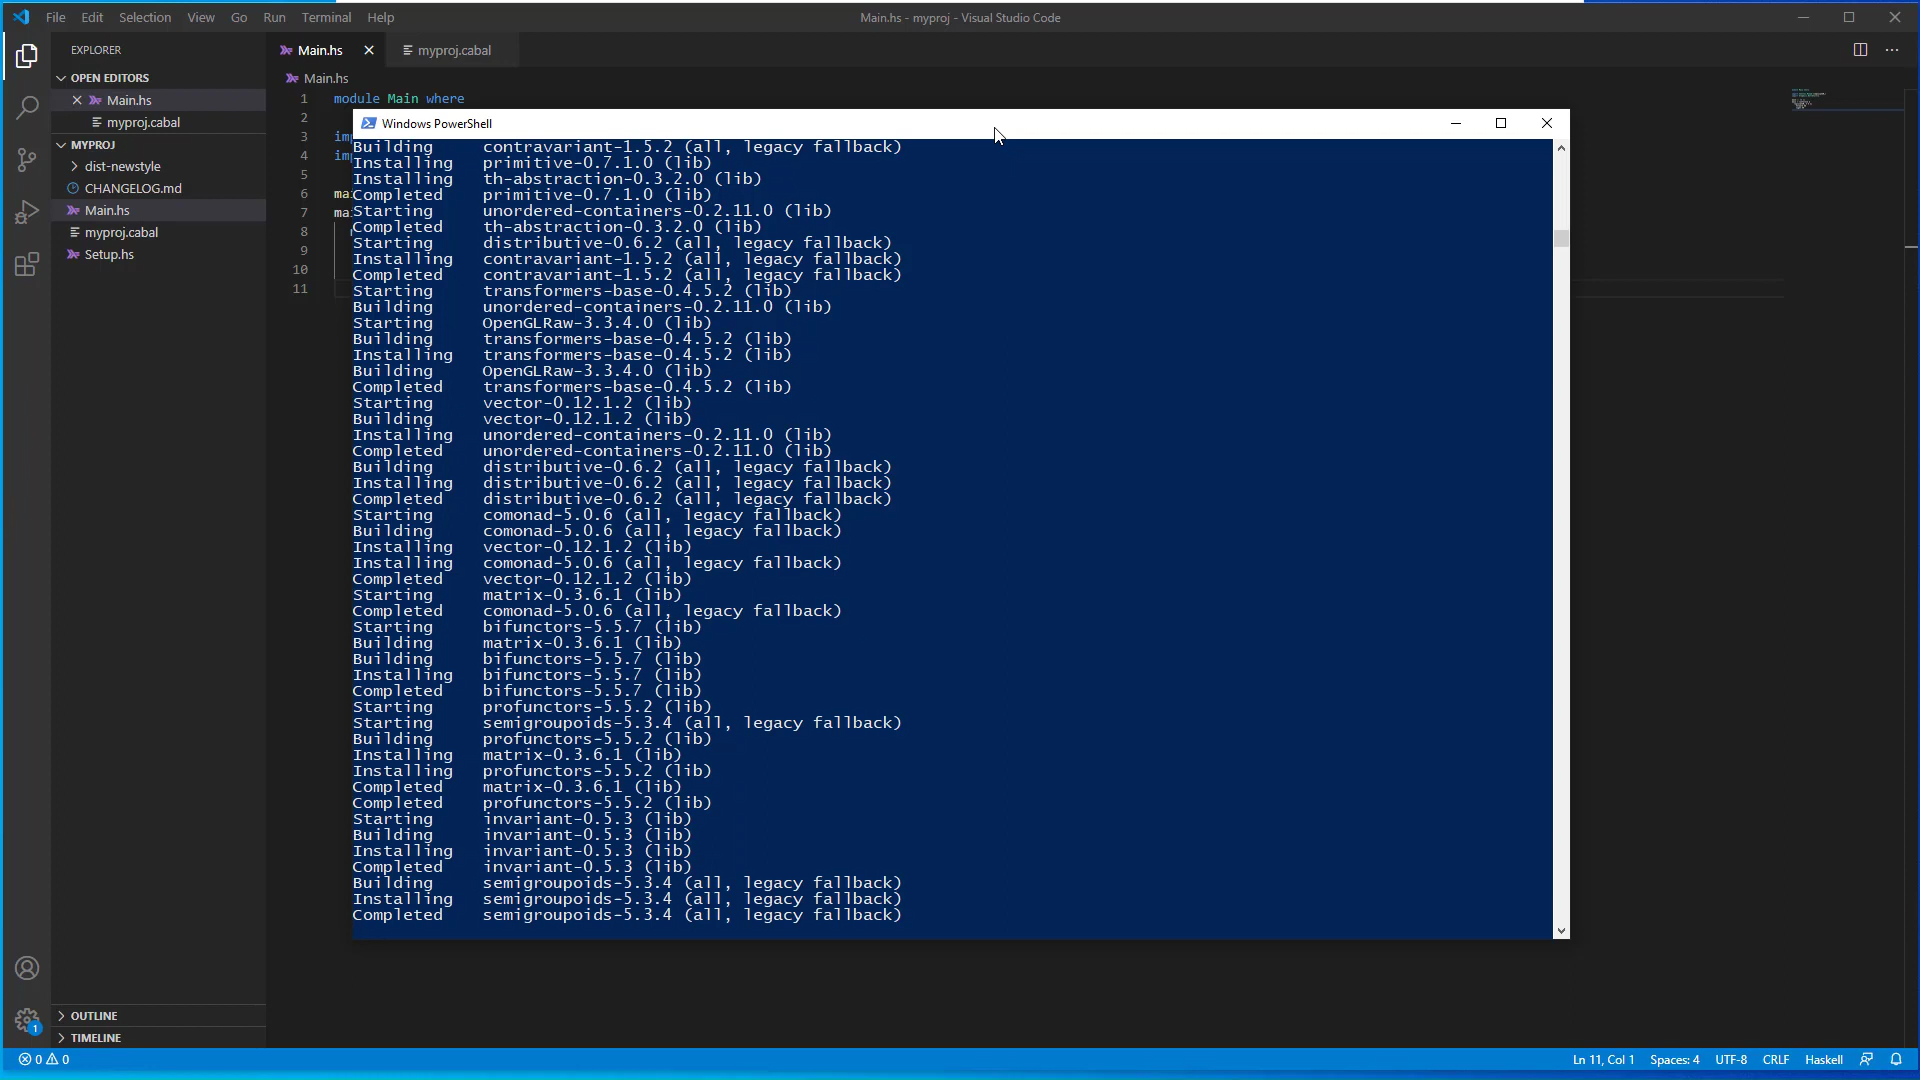 File Edit Selection View Go Run Terminal Help
Main.hs - myproj - Visual Studio Code
EXPLORER
OPEN EDITORS
Main.hs
myproj.cabal
MYPROJ
dist-newstyle
CHANGELOG.md
Main.hs
myproj.cabal
Setup.hs
OUTLINE
TIMELINE
1
Main.hs
myproj.cabal
Main.hs
1 module Main where
2
3
4
5
6
7
8
9
10
11
Windows PowerShell
Building contravariant-1.5.2 (all, legacy fallback)
Installing primitive-0.7.1.0 (lib)
Installing th-abstraction-0.3.2.0 (lib)
Completed primitive-0.7.1.0 (lib)
Starting unordered-containers-0.2.11.0 (lib)
Completed th-abstraction-0.3.2.0 (lib)
Starting distributive-0.6.2 (all, legacy fallback)
Installing contravariant-1.5.2 (all, legacy fallback)
Completed contravariant-1.5.2 (all, legacy fallback)
Starting transformers-base-0.4.5.2 (lib)
Building unordered-containers-0.2.11.0 (lib)
Starting OpenGLRaw-3.3.4.0 (lib)
Building transformers-base-0.4.5.2 (lib)
Installing transformers-base-0.4.5.2 (lib)
Building OpenGLRaw-3.3.4.0 (lib)
Completed transformers-base-0.4.5.2 (lib)
Starting vector-0.12.1.2 (lib)
Building vector-0.12.1.2 (lib)
Installing unordered-containers-0.2.11.0 (lib)
Completed unordered-containers-0.2.11.0 (lib)
Building distributive-0.6.2 (all, legacy fallback)
Installing distributive-0.6.2 (all, legacy fallback)
Completed distributive-0.6.2 (all, legacy fallback)
Starting comonad-5.0.6 (all, legacy fallback)
Building comonad-5.0.6 (all, legacy fallback)
Installing vector-0.12.1.2 (lib)
Installing comonad-5.0.6 (all, legacy fallback)
Completed vector-0.12.1.2 (lib)
Starting matrix-0.3.6.1 (lib)
Completed comonad-5.0.6 (all, legacy fallback)
Starting bifunctors-5.5.7 (lib)
Building matrix-0.3.6.1 (lib)
Building bifunctors-5.5.7 (lib)
Installing bifunctors-5.5.7 (lib)
Completed bifunctors-5.5.7 (lib)
Starting profunctors-5.5.2 (lib)
Starting semigroupoids-5.3.4 (all, legacy fallback)
Building profunctors-5.5.2 (lib)
Installing matrix-0.3.6.1 (lib)
Installing profunctors-5.5.2 (lib)
Completed matrix-0.3.6.1 (lib)
Completed profunctors-5.5.2 (lib)
Starting invariant-0.5.3 (lib)
Building invariant-0.5.3 (lib)
Installing invariant-0.5.3 (lib)
Completed invariant-0.5.3 (lib)
Building semigroupoids-5.3.4 (all, legacy fallback)
Installing semigroupoids-5.3.4 (all, legacy fallback)
Completed semigroupoids-5.3.4 (all, legacy fallback)
0 0
Ln 11, Col 1 Spaces: 4 UTF-8 CRLF Haskell